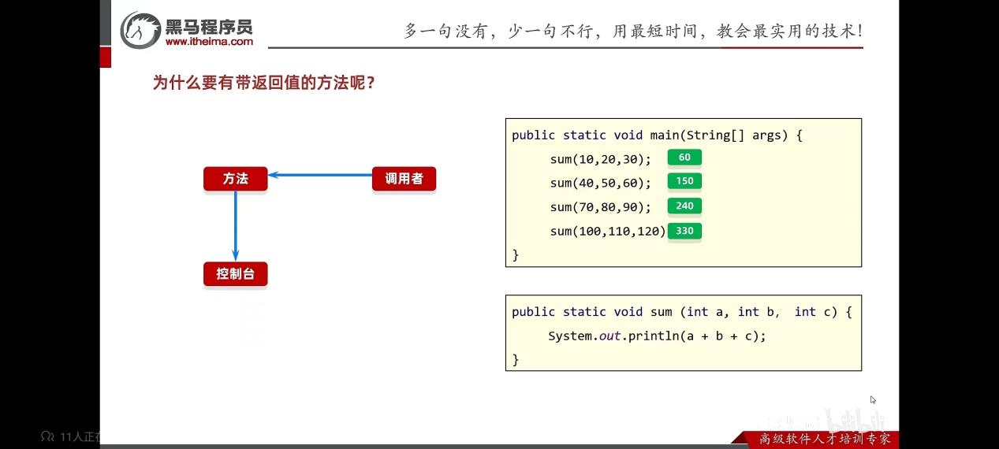 黑马程序员
www.itheima.com
多一句没有，少一句不行，用最短时间，教会最实用的技术！
为什么要有带返回值的方法呢？
方法
调用者
控制台
public static void main(String[] args) {
sum(10,20,30); 60
sum(40,50,60); 150
sum(70,80,90); 240
sum(100,110,120) 330
}
public static void sum (int a, int b, int c) {
System.out.println(a + b + c);
}
bilibili
11人正在
高级软件人才培训专家